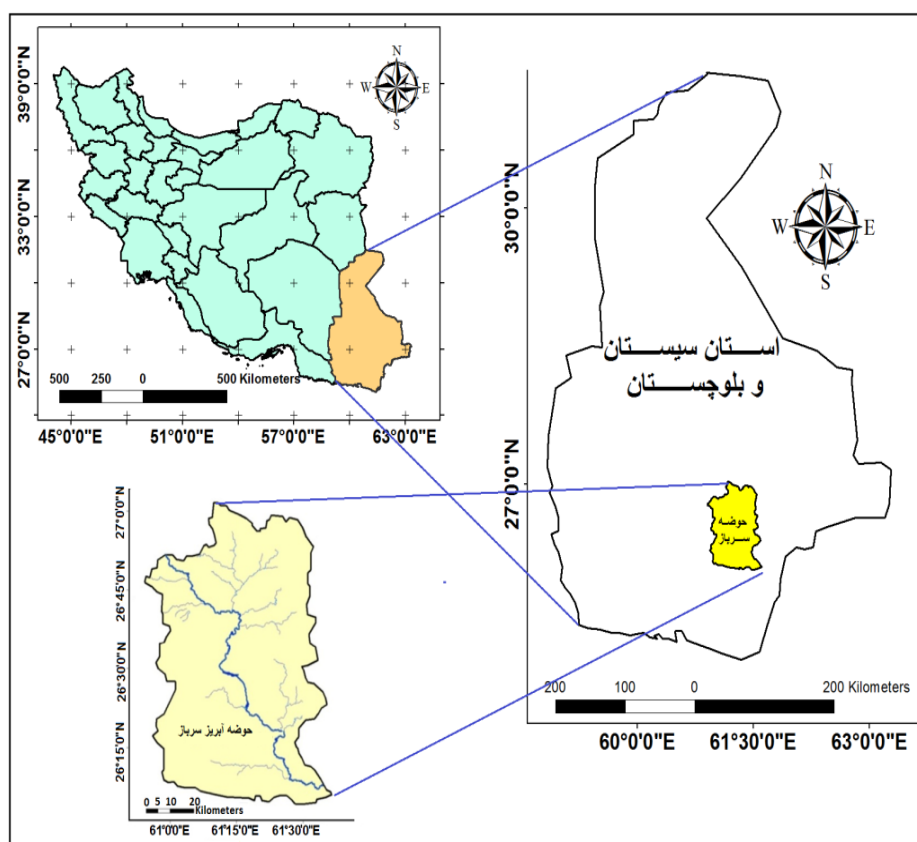 N
W E
S
39°0'0"N
33°0'0"N
27°0'0"N
500 250 0 500 Kilometers
45°0'0"E 51°0'0"E 57°0'0"E 63°0'0"E
N
W E
S
30°0'0"N
27°0'0"N
استان سیستان
و بلوچستان
حوضه
سرباز
200 100 0 200 Kilometers
60°0'0"E 61°30'0"E 63°0'0"E
27°0'0"N
26°45'0"N
26°30'0"N
26°15'0"N
حوضه آبریز سرباز
0 5 10 20
Kilometers
61°0'0"E 61°15'0"E 61°30'0"E